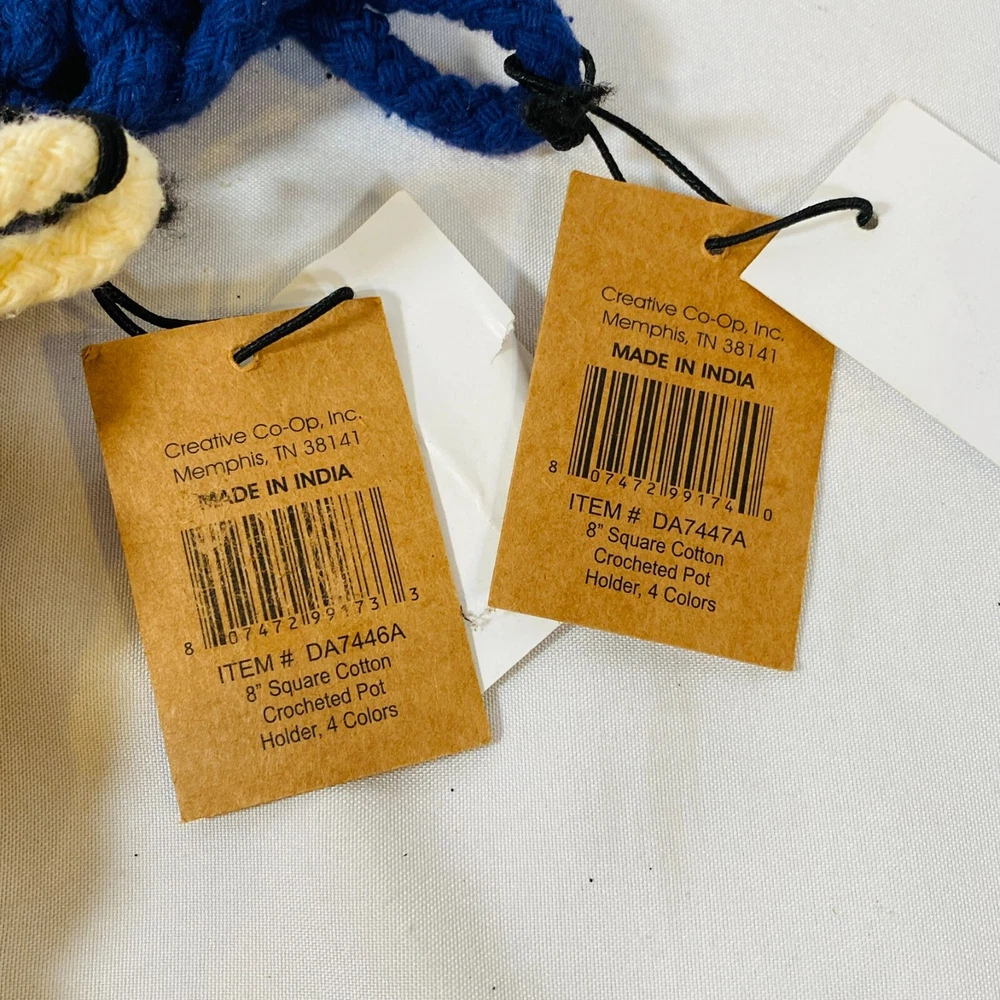 Creative Co-Op, Inc.
Memphis, TN 38141
MADE IN INDIA
8 07472 99173 3
ITEM # DA7446A
8" Square Cotton
Crocheted Pot
Holder, 4 Colors
Creative Co-Op, Inc.
Memphis, TN 38141
MADE IN INDIA
8 07472 99174 0
ITEM # DA7447A
8" Square Cotton
Crocheted Pot
Holder, 4 Colors